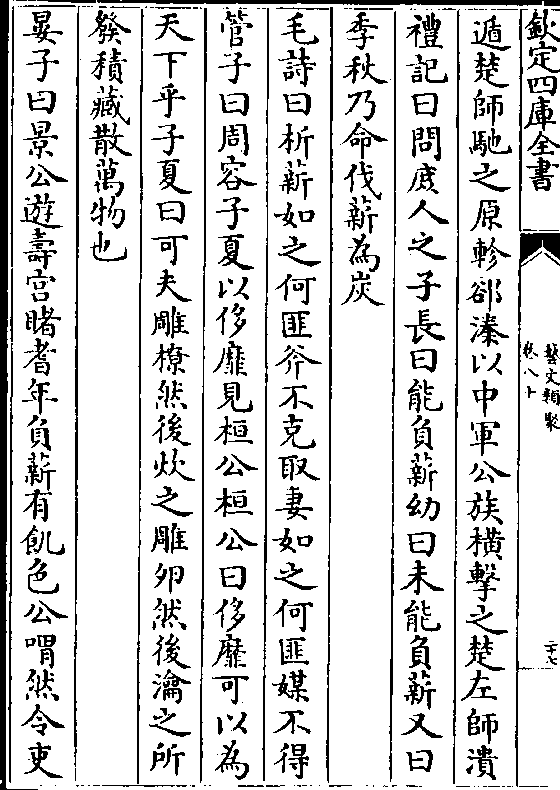 欽定四庫全書
藝文類聚
卷八十
二十七
遁楚師馳之原軫郤溱以中軍公族橫擊之楚左師潰
禮記曰問庶人之子長曰能負薪幼曰未能負薪又曰
季秋乃命伐薪為炭
毛詩曰析薪如之何匪斧不克取妻如之何匪媒不得
管子曰周容子夏以侈靡見桓公桓公曰侈靡可以為
天下乎子夏曰可夫雕橑然後炊之雕卵然後瀹之所
發積藏散萬物也
晏子曰景公遊壽宮睹耆年負薪有飢色公喟然令吏